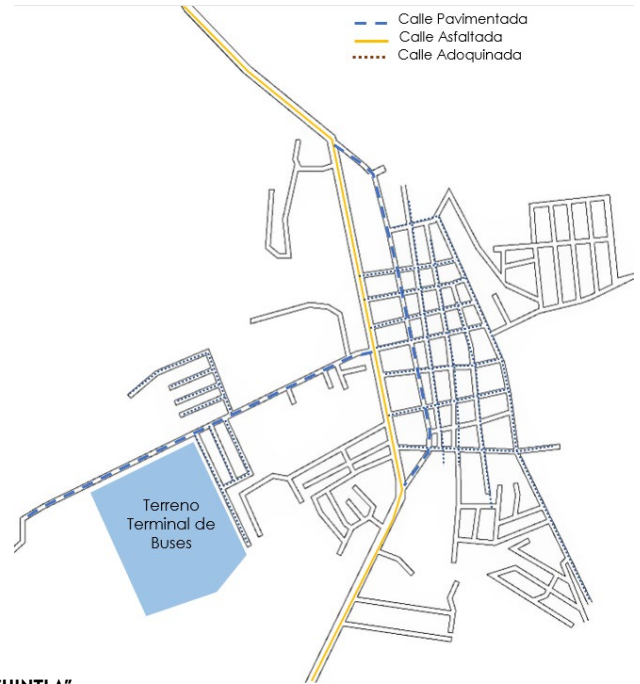 Calle Pavimentada
Calle Asfaltada
Calle Adoquinada
Terreno
Terminal de
Buses